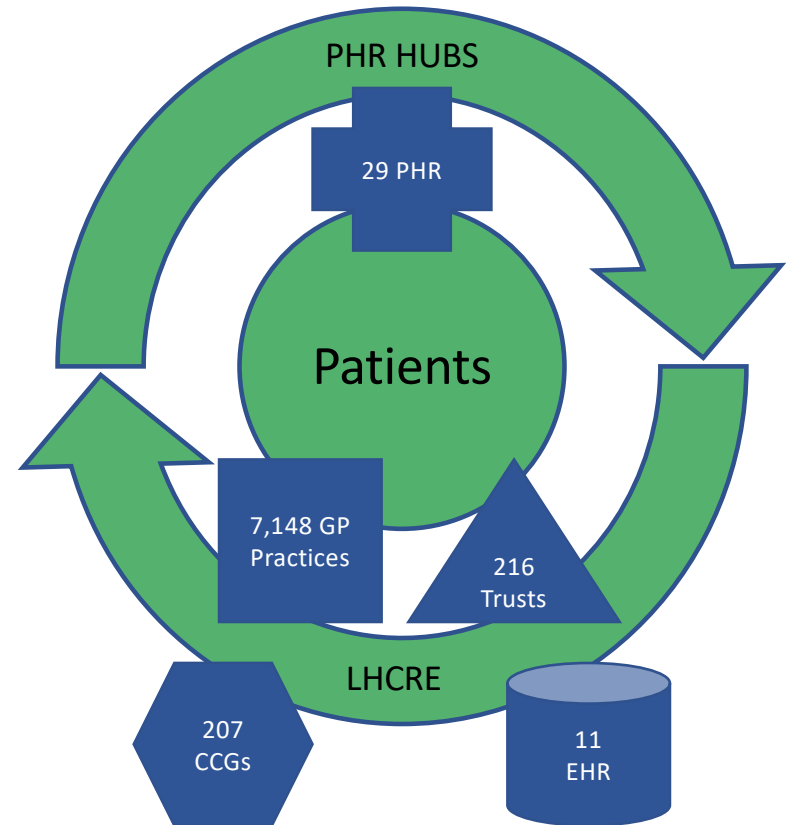 PHR HUBS
29 PHR
Patients
7,148 GP
Practices
216
Trusts
LHCRE
207
CCGs
11
EHR